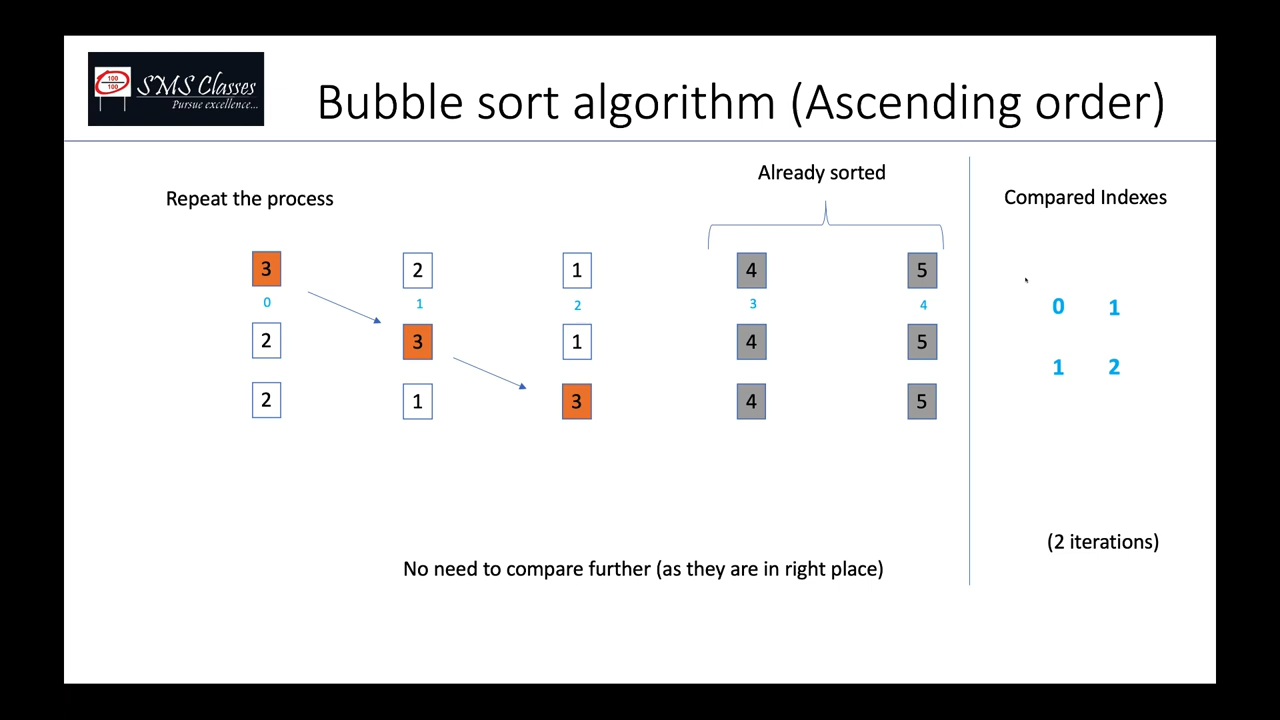 100
100
SMS Classes
Pursue excellence...
Bubble sort algorithm (Ascending order)
Already sorted
Repeat the process
Compared Indexes
3 2 1 4 5
0 1 2 3 4
0 1
2 3 1 4 5
1 2
2 1 3 4 5
(2 iterations)
No need to compare further (as they are in right place)